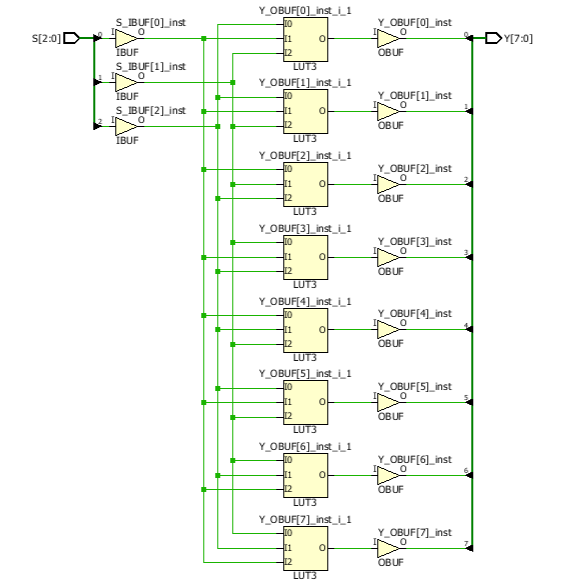 S[2:0]
S_IBUF[0]_inst
0 I O
IBUF
S_IBUF[1]_inst
1 I O
IBUF
S_IBUF[2]_inst
2 I O
IBUF
Y_OBUF[0]_inst_i_1
I0
I1 O
I2
LUT3
Y_OBUF[0]_inst
I O
OBUF
0
Y[7:0]
Y_OBUF[1]_inst_i_1
I0
I1 O
I2
LUT3
Y_OBUF[1]_inst
I O
OBUF
1
Y_OBUF[2]_inst_i_1
I0
I1 O
I2
LUT3
Y_OBUF[2]_inst
I O
OBUF
2
Y_OBUF[3]_inst_i_1
I0
I1 O
I2
LUT3
Y_OBUF[3]_inst
I O
OBUF
3
Y_OBUF[4]_inst_i_1
I0
I1 O
I2
LUT3
Y_OBUF[4]_inst
I O
OBUF
4
Y_OBUF[5]_inst_i_1
I0
I1 O
I2
LUT3
Y_OBUF[5]_inst
I O
OBUF
5
Y_OBUF[6]_inst_i_1
I0
I1 O
I2
LUT3
Y_OBUF[6]_inst
I O
OBUF
6
Y_OBUF[7]_inst_i_1
I0
I1 O
I2
LUT3
Y_OBUF[7]_inst
I O
OBUF
7